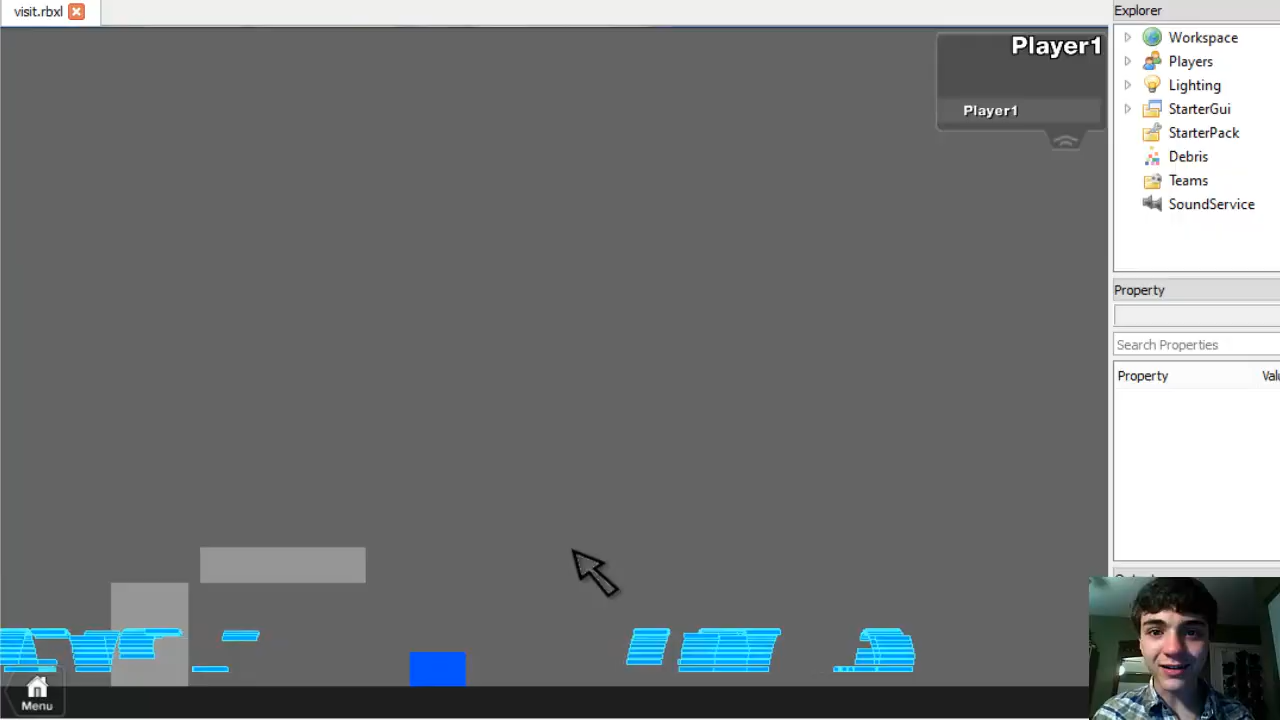 visit.rbxl
Explorer
Player1
Player1
Workspace
Players
Lighting
StarterGui
StarterPack
Debris
Teams
SoundService
Property
Search Properties
Property
Menu